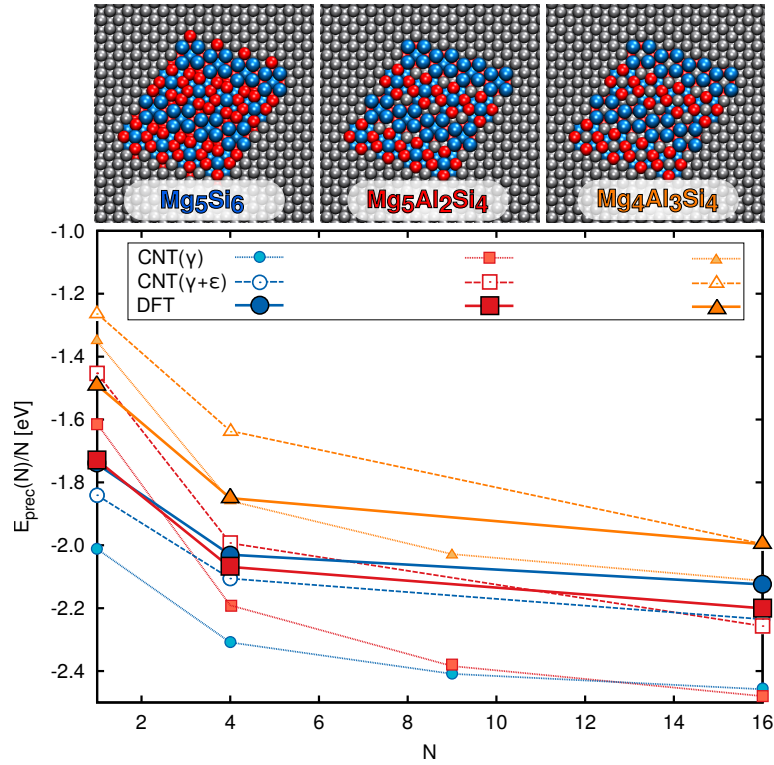 Mg5Si6 Mg5Al2Si4 Mg4Al3Si4
-1.0
CNT(γ)
CNT(γ+ε)
DFT
-1.2
-1.4
-1.6
-1.8
-2.0
-2.2
-2.4
Eprec(N)/N [eV]
2 4 6 8 10 12 14 16
N